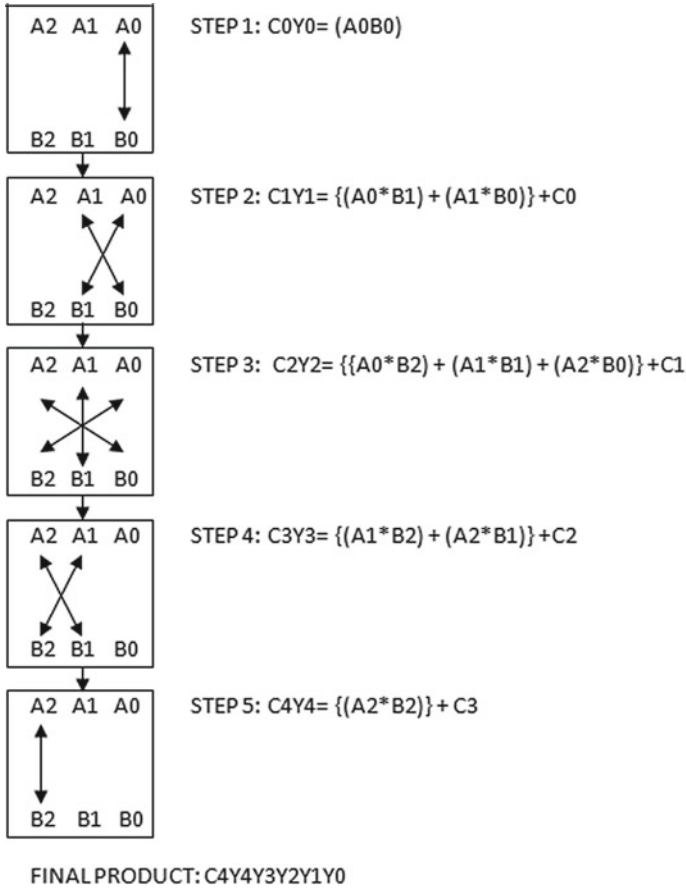 A2 A1 A0 STEP 1: C0Y0= (A0B0)
B2 B1 B0
A2 A1 A0 STEP 2: C1Y1= {(A0*B1) + (A1*B0)}+C0
B2 B1 B0
A2 A1 A0 STEP 3: C2Y2= {{A0*B2) + (A1*B1) + (A2*B0)}+C1
B2 B1 B0
A2 A1 A0 STEP 4: C3Y3= {(A1*B2) + (A2*B1)}+C2
B2 B1 B0
A2 A1 A0 STEP 5: C4Y4= {(A2*B2)} + C3
B2 B1 B0
FINAL PRODUCT: C4Y4Y3Y2Y1Y0